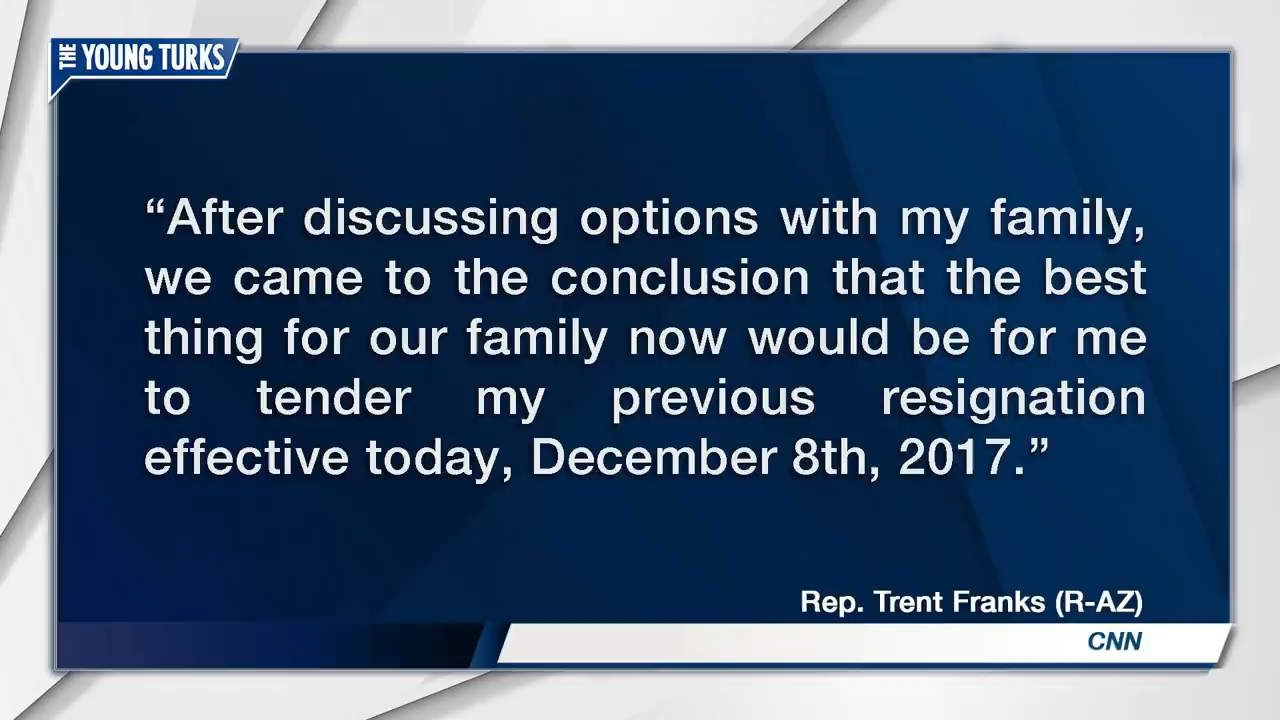 THE YOUNG TURKS
“After discussing options with my family,
we came to the conclusion that the best
thing for our family now would be for me
to tender my previous resignation
effective today, December 8th, 2017.”
Rep. Trent Franks (R-AZ)
CNN